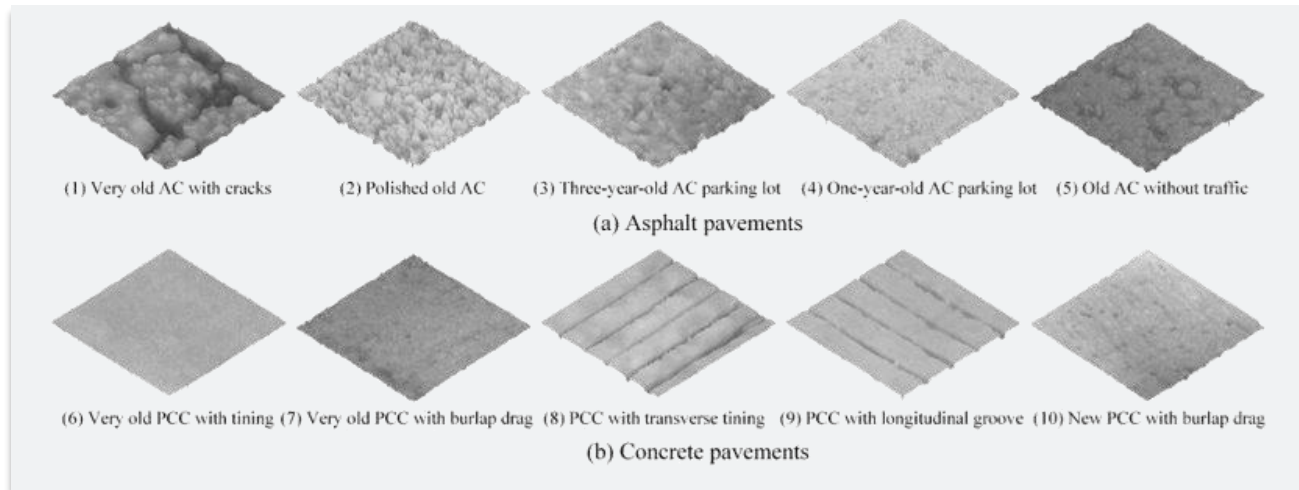 (1) Very old AC with cracks (2) Polished old AC (3) Three-year-old AC parking lot (4) One-year-old AC parking lot (5) Old AC without traffic
(a) Asphalt pavements
(6) Very old PCC with tining (7) Very old PCC with burlap drag (8) PCC with transverse tining (9) PCC with longitudinal groove (10) New PCC with burlap drag
(b) Concrete pavements